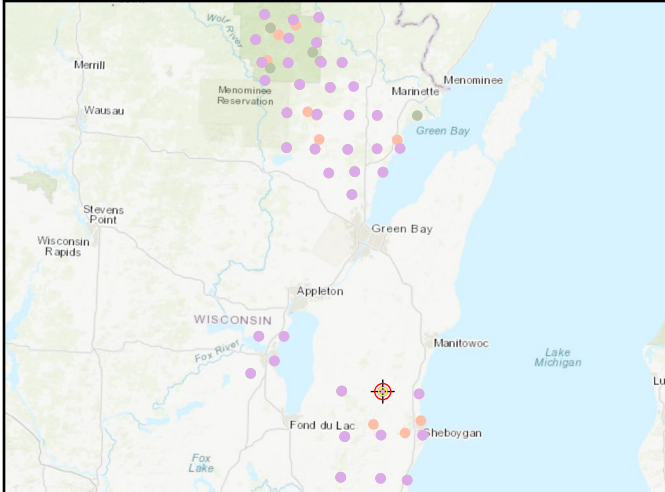 Wolf River
Merrill
Menominee
Menominee
Reservation
Marinette
Wausau
Green Bay
Stevens
Point
Green Bay
Wisconsin
Rapids
Appleton
WISCONSIN
Fox River
Manitowoc
Lake
Michigan
Lu
Fond du Lac
Sheboygan
Fox
Lake